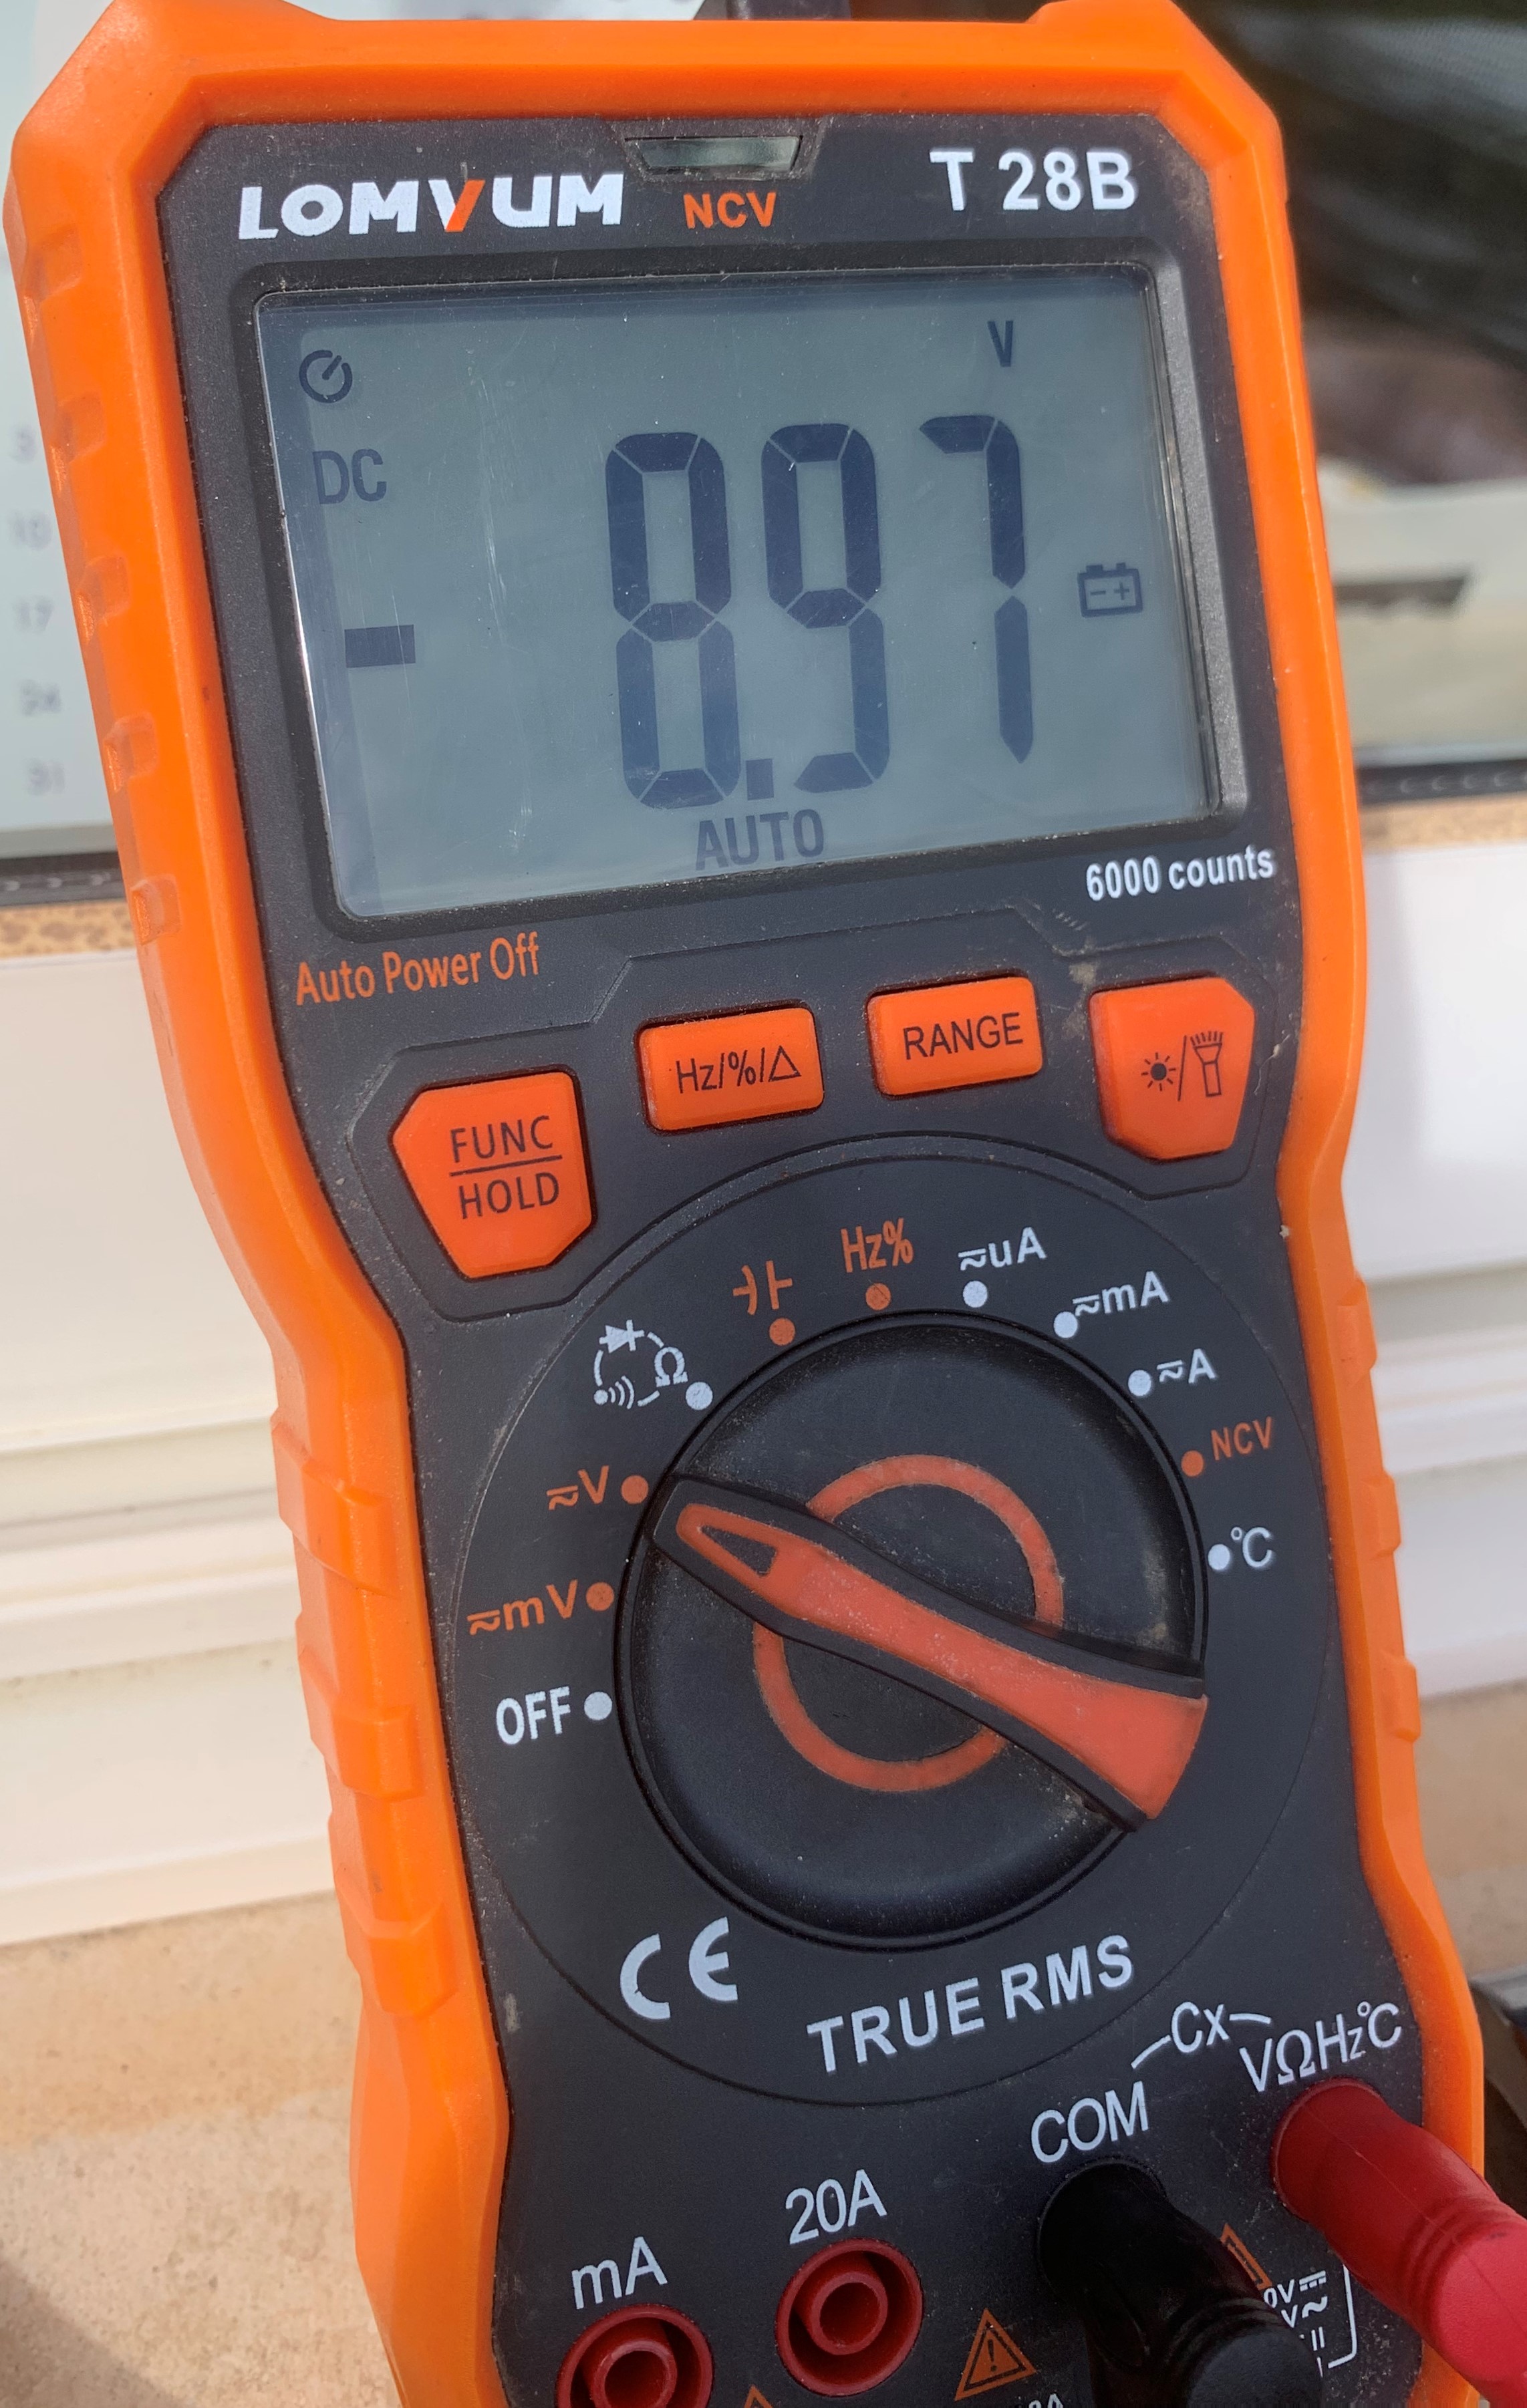 LOMVUM
NCV
T 28B
V
DC
-8.97
AUTO
6000 counts
Auto Power Off
FUNC
HOLD
Hz/%/△
RANGE
Hz%
≂uA
≂mA
≂A
NCV
°C
Ω
≂V
≂mV
OFF
CE
TRUE RMS
Cx
VΩHz°C
COM
20A
mA